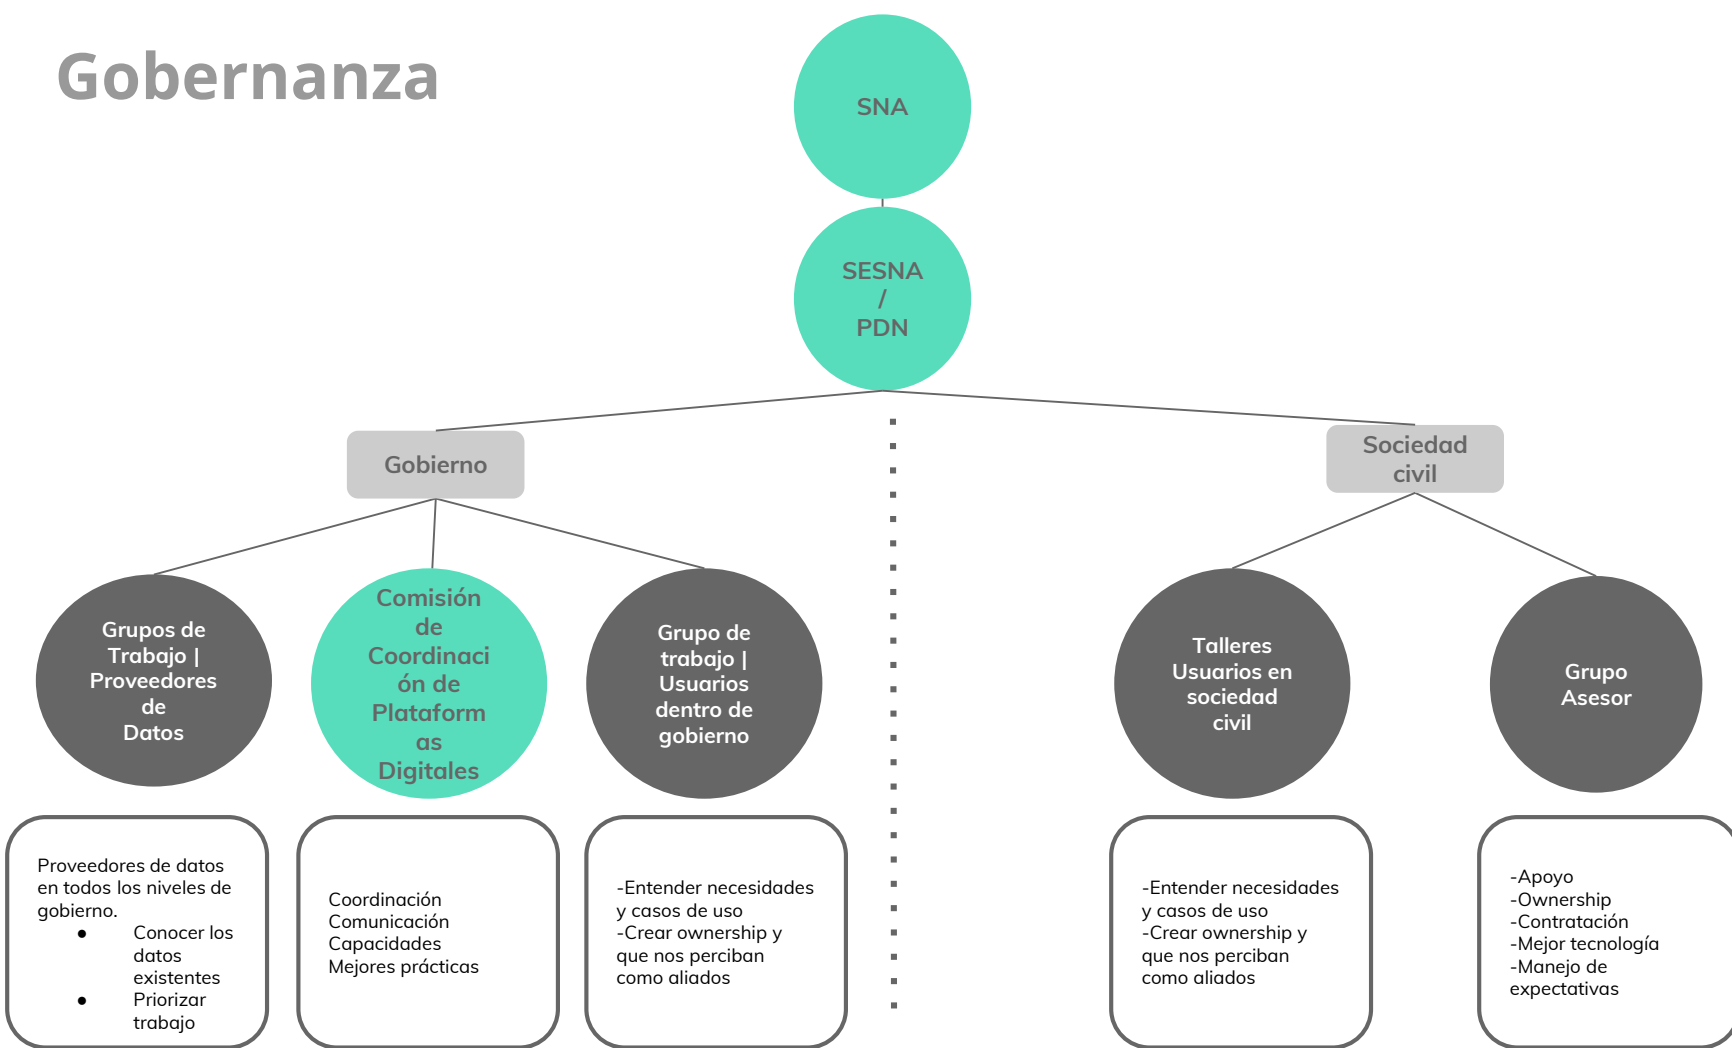 Gobernanza
SNA
SESNA
/
PDN
Gobierno
Sociedad
civil
Grupos de
Trabajo |
Proveedores
de
Datos
Comisión
de
Coordinaci
ón de
Plataform
as
Digitales
Grupo de
trabajo |
Usuarios
dentro de
gobierno
Talleres
Usuarios en
sociedad
civil
Grupo
Asesor
Proveedores de datos
en todos los niveles de
gobierno.
● Conocer los
datos
existentes
● Priorizar
trabajo
Coordinación
Comunicación
Capacidades
Mejores prácticas
-Entender necesidades
y casos de uso
-Crear ownership y
que nos perciban
como aliados
-Entender necesidades
y casos de uso
-Crear ownership y
que nos perciban
como aliados
-Apoyo
-Ownership
-Contratación
-Mejor tecnología
-Manejo de
expectativas